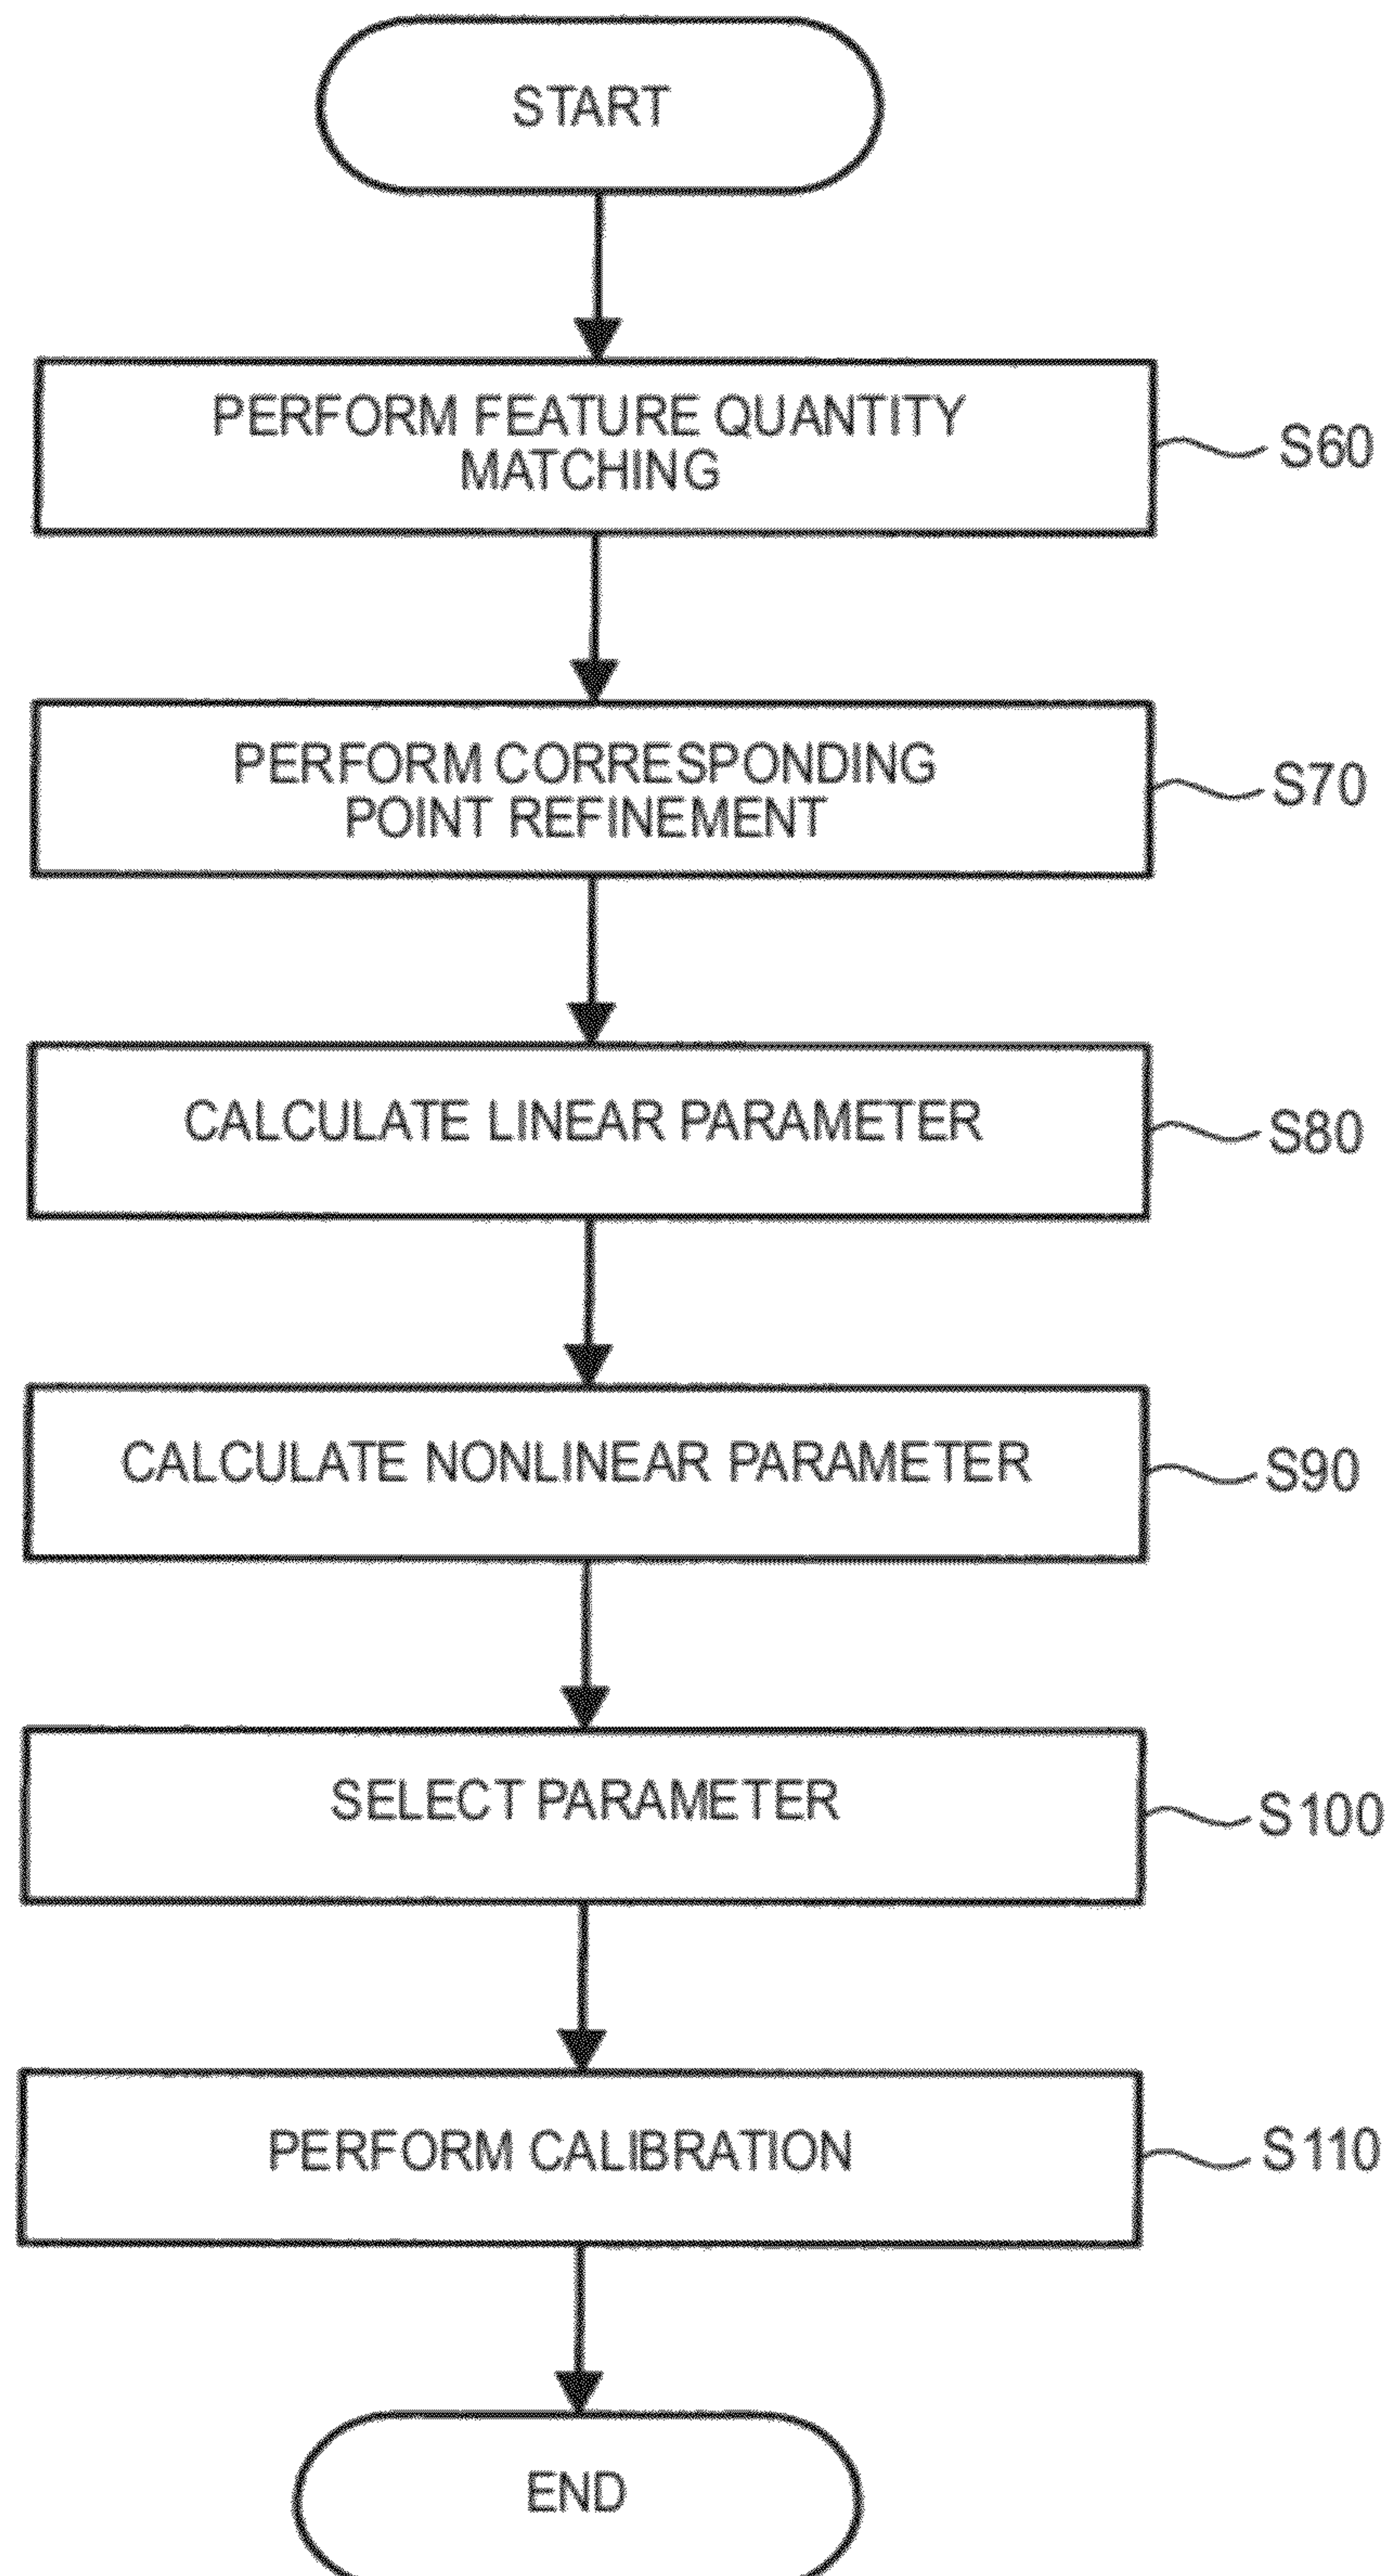 START
PERFORM FEATURE QUANTITY
MATCHING
S60
PERFORM CORRESPONDING
POINT REFINEMENT
S70
CALCULATE LINEAR PARAMETER
S80
CALCULATE NONLINEAR PARAMETER
S90
SELECT PARAMETER
S100
PERFORM CALIBRATION
S110
END